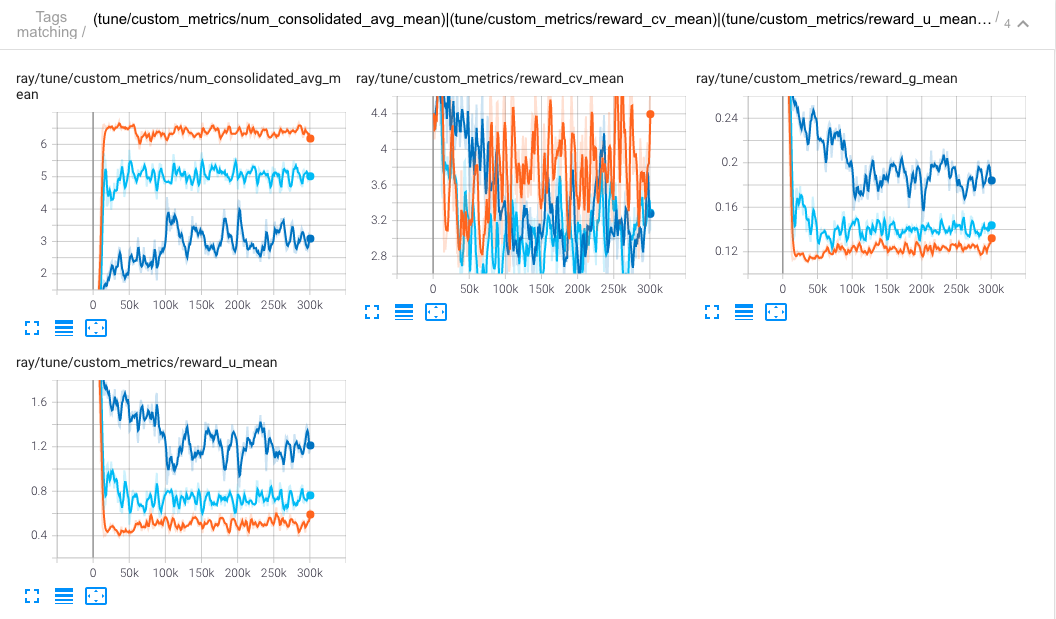 Tags matching /
(tune/custom_metrics/num_consolidated_avg_mean)|(tune/custom_metrics/reward_cv_mean)|(tune/custom_metrics/reward_u_mean… / 4
ray/tune/custom_metrics/num_consolidated_avg_m
ean
6
5
4
3
2
0 50k 100k 150k 200k 250k 300k
ray/tune/custom_metrics/reward_cv_mean
4.4
4
3.6
3.2
2.8
0 50k 100k 150k 200k 250k 300k
ray/tune/custom_metrics/reward_g_mean
0.24
0.2
0.16
0.12
0 50k 100k 150k 200k 250k 300k
ray/tune/custom_metrics/reward_u_mean
1.6
1.2
0.8
0.4
0 50k 100k 150k 200k 250k 300k